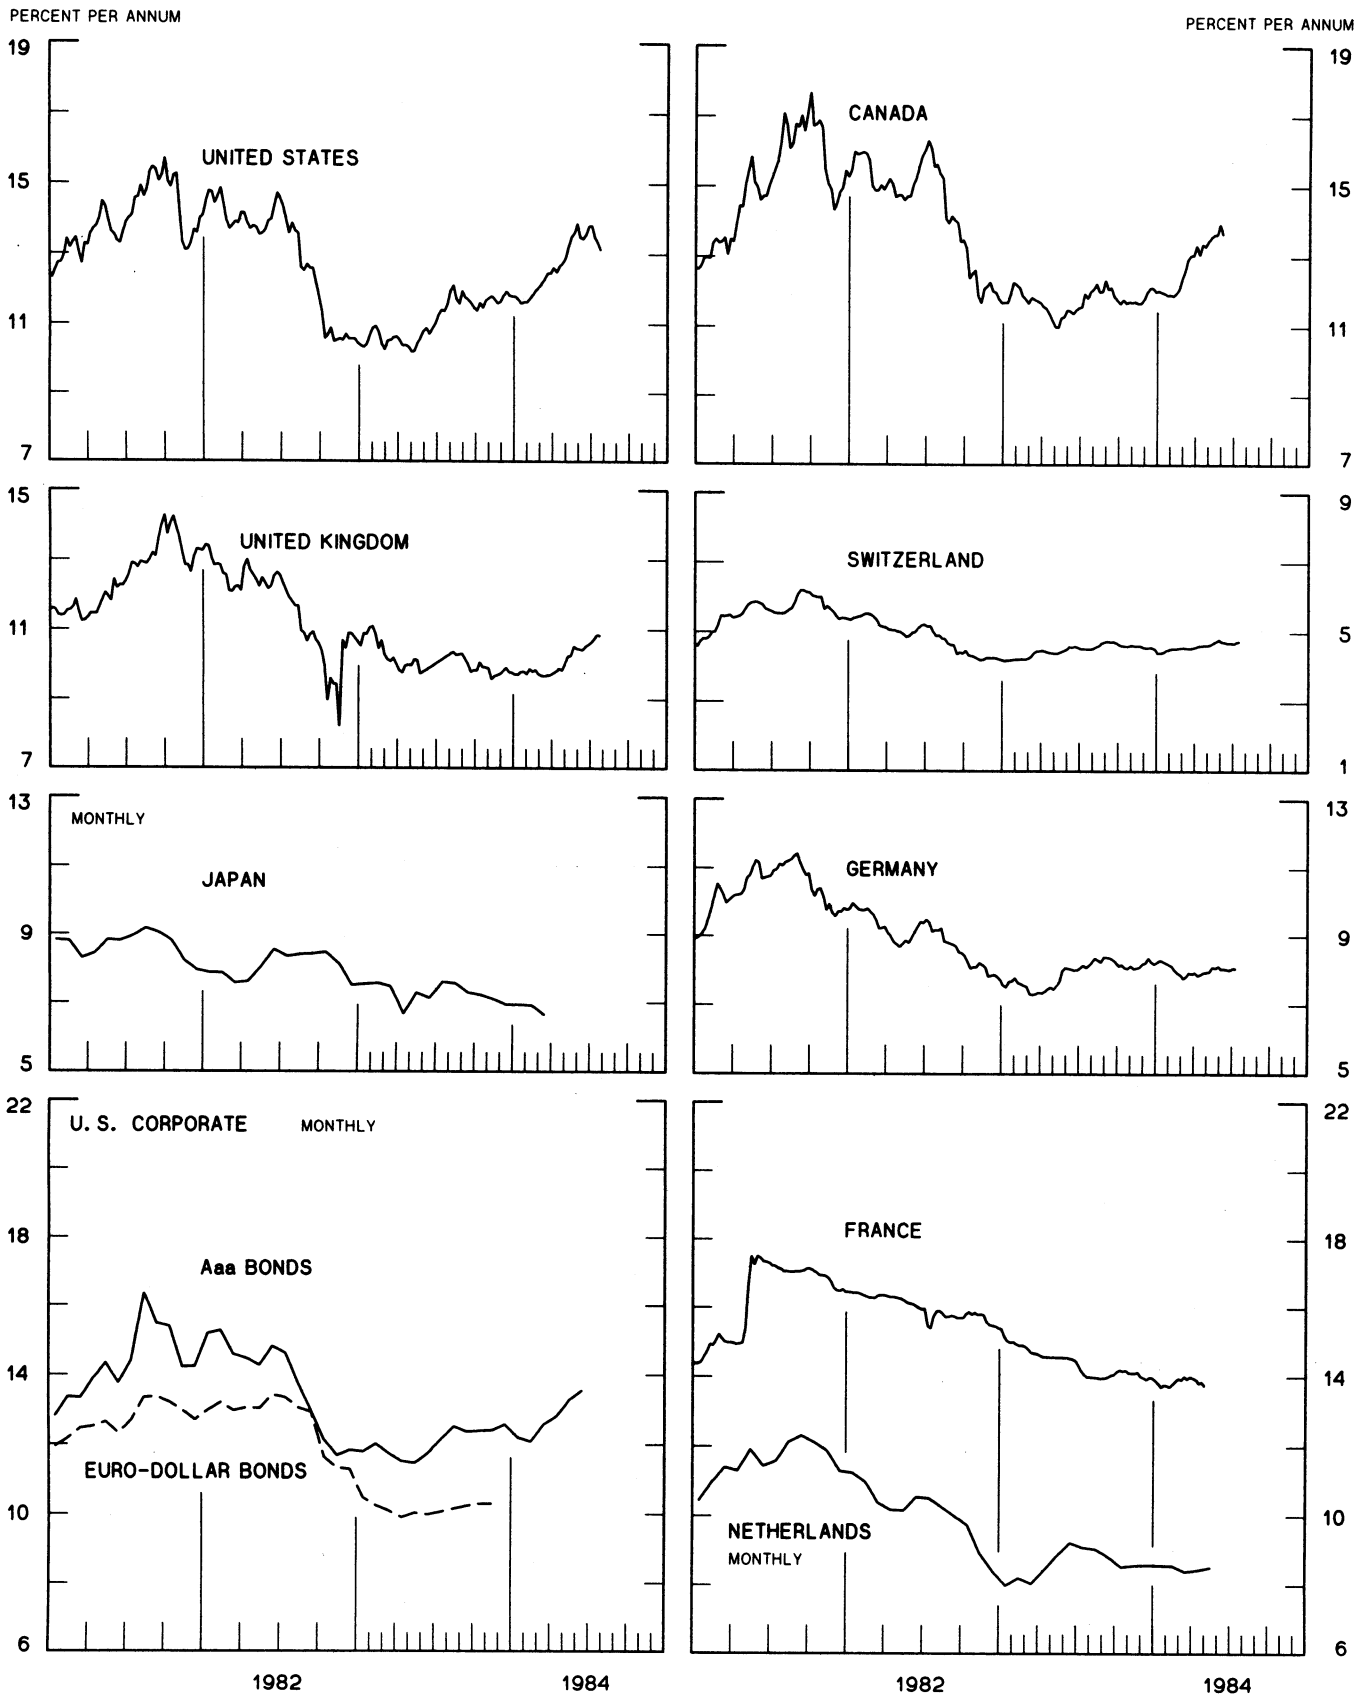 PERCENT PER ANNUM
PERCENT PER ANNUM
19
15
11
7
UNITED STATES
CANADA
19
15
11
7
15
11
7
UNITED KINGDOM
SWITZERLAND
9
5
1
13
9
5
MONTHLY
JAPAN
GERMANY
13
9
5
22
18
14
10
6
U.S. CORPORATE MONTHLY
Aaa BONDS
EURO-DOLLAR BONDS
FRANCE
NETHERLANDS
MONTHLY
22
18
14
10
6
1982
1984
1982
1984